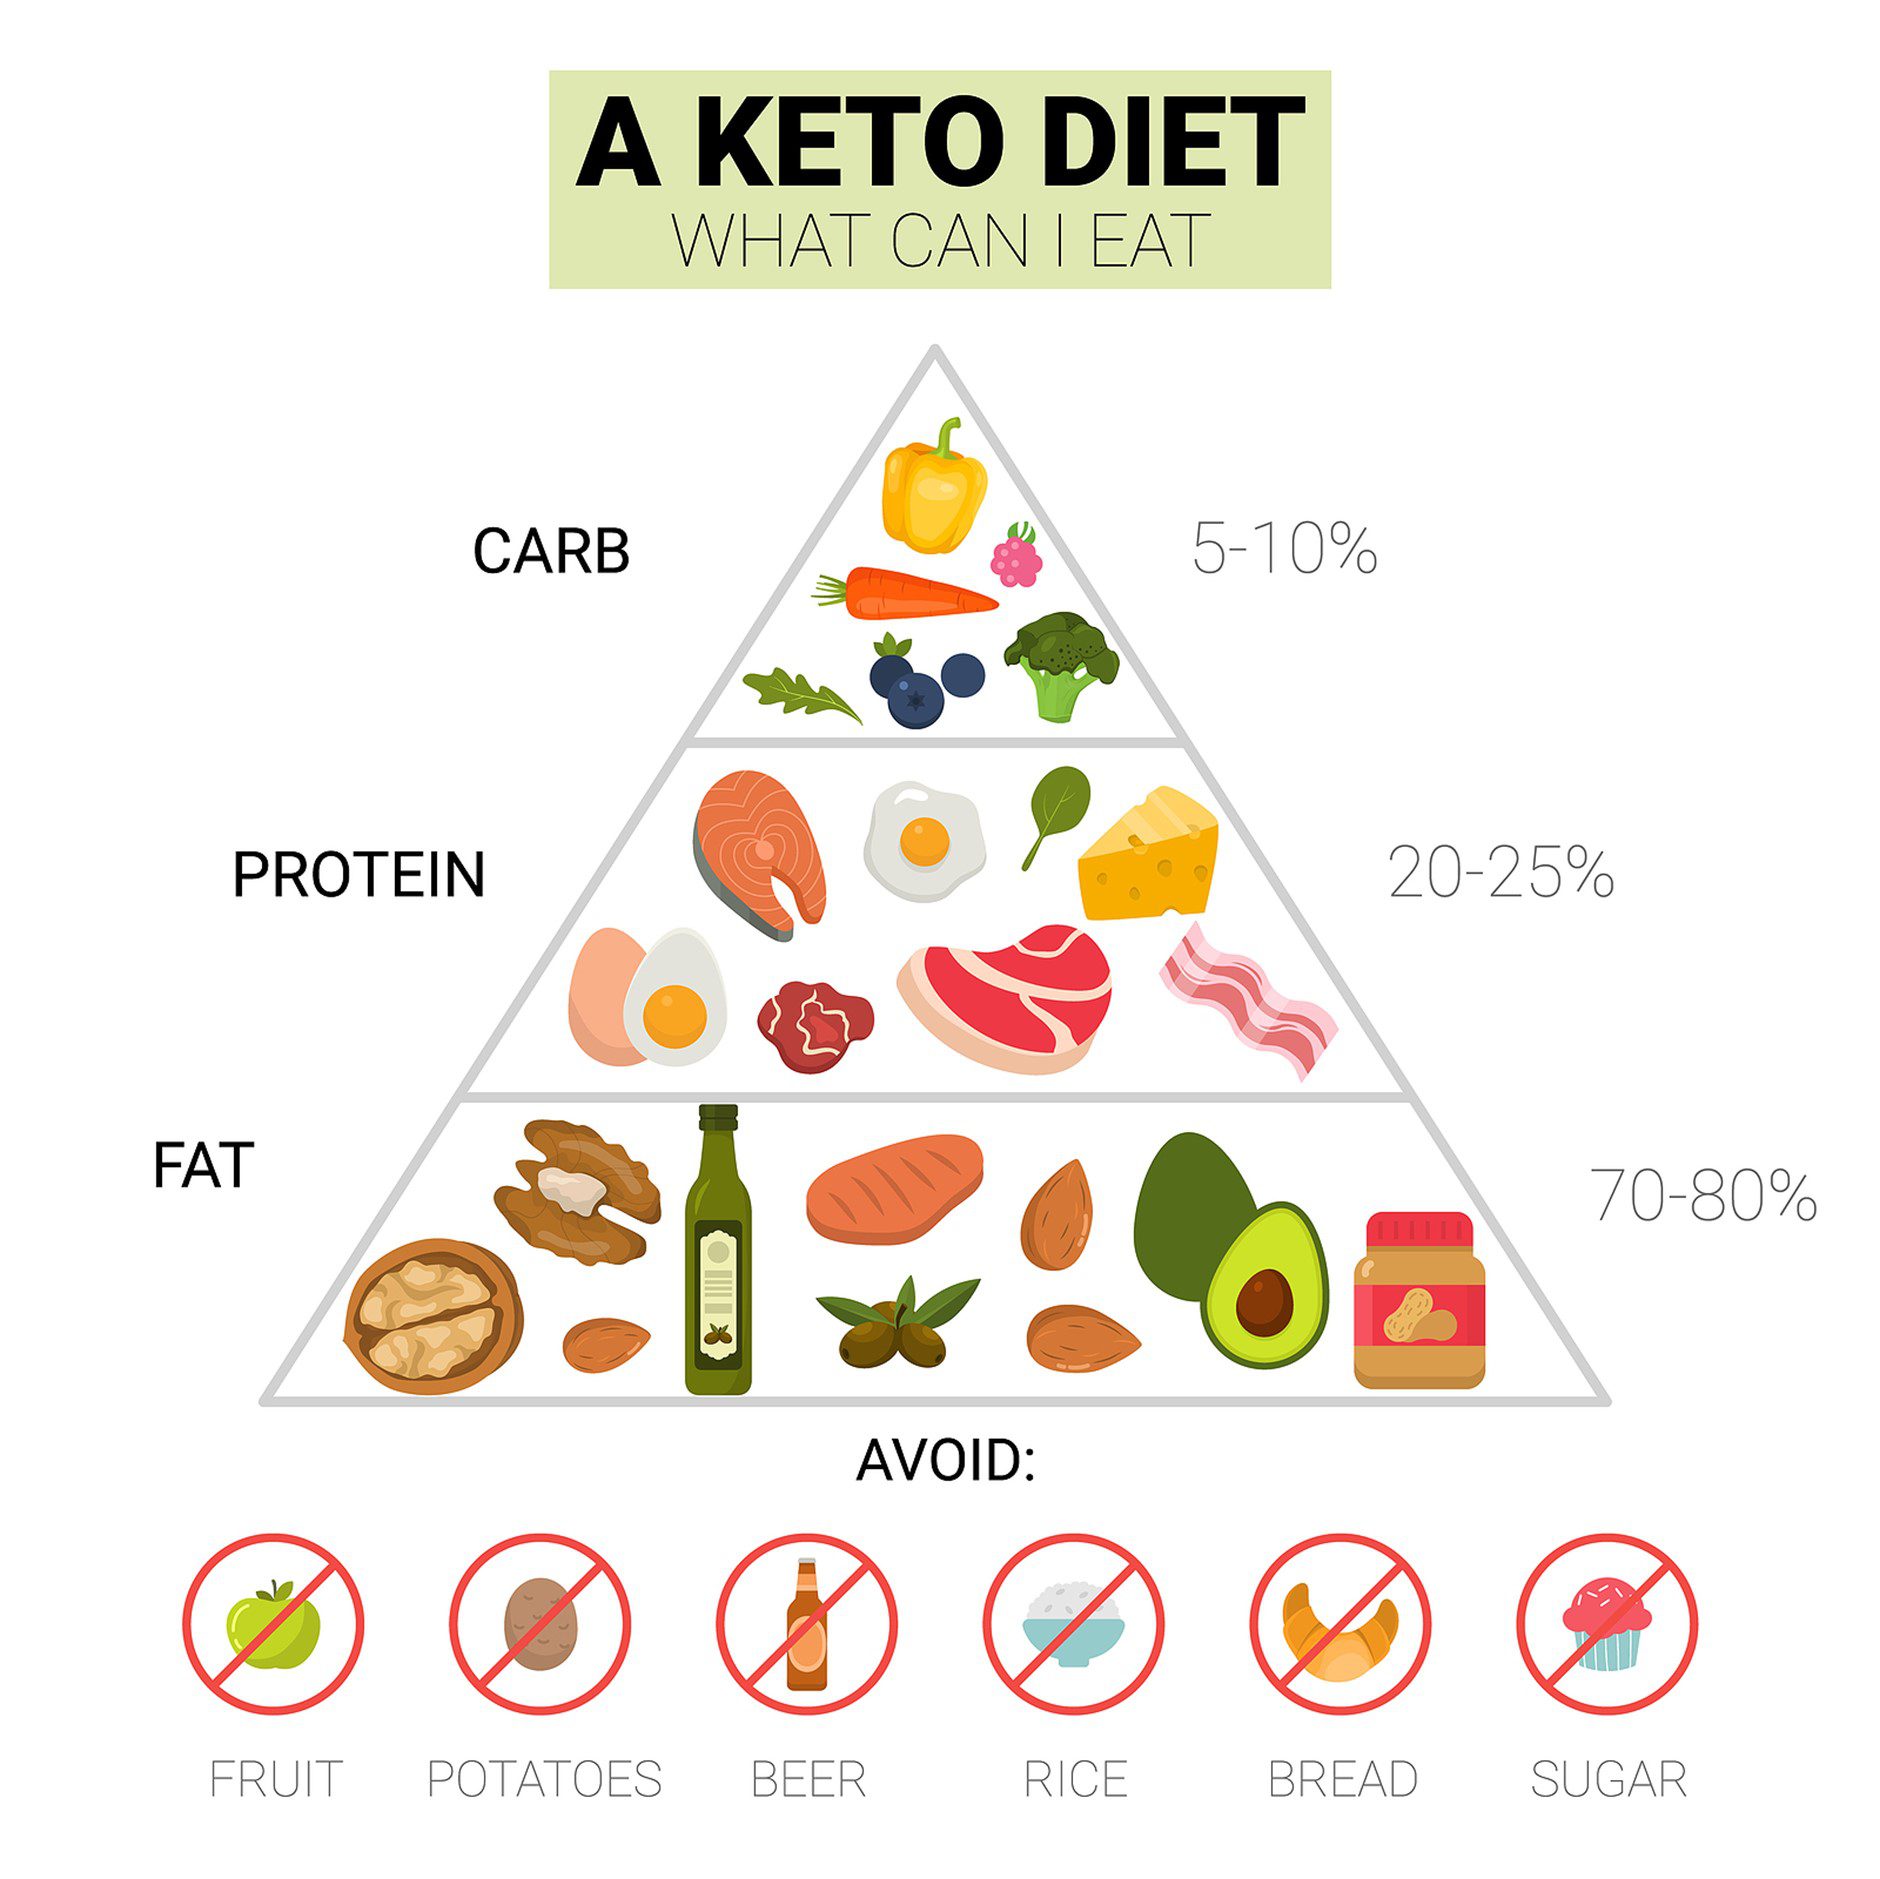 A KETO DIET
WHAT CAN I EAT
CARB
5-10%
PROTEIN
20-25%
FAT
70-80%
AVOID:
FRUIT
POTATOES
BEER
RICE
BREAD
SUGAR